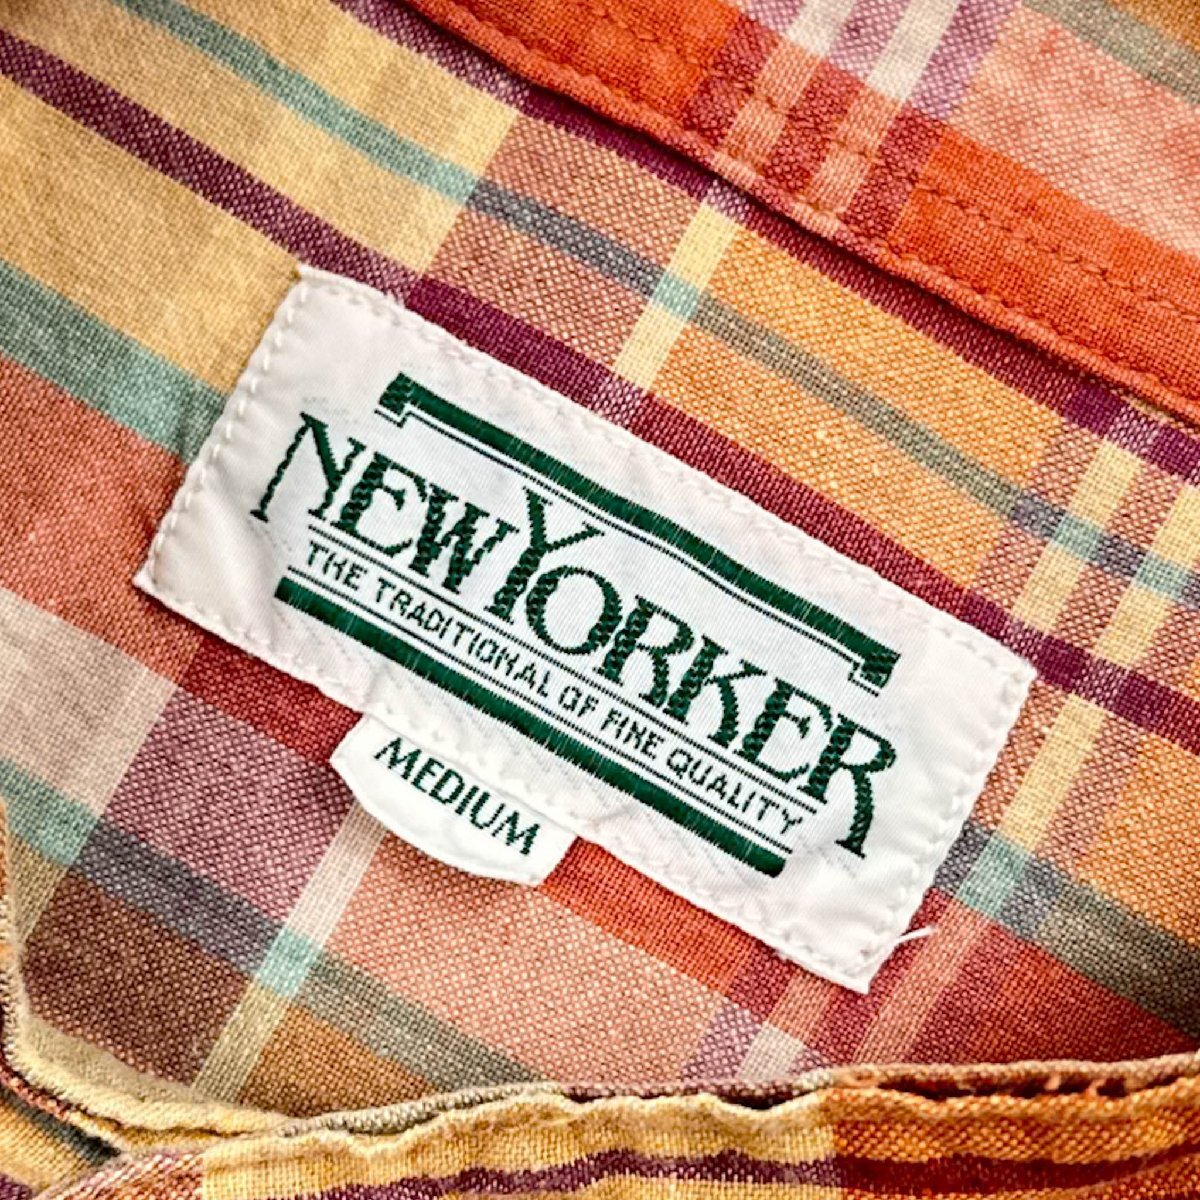 NEWYORKER
THE TRADITIONAL OF FINE QUALITY
MEDIUM